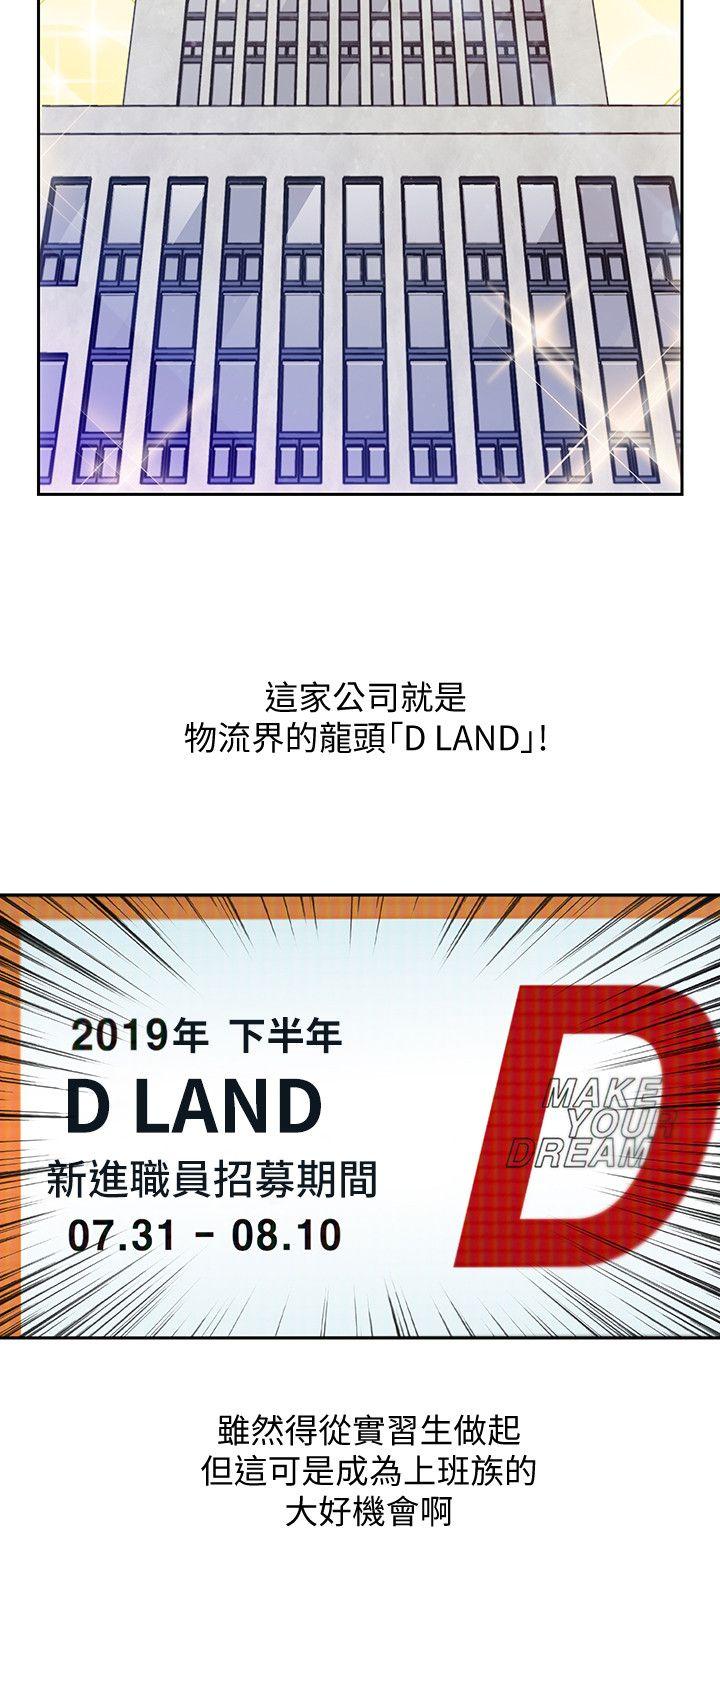 這家公司就是
物流界的龍頭「D LAND」!
2019年 下半年
D LAND
新進職員招募期間
07.31 - 08.10
MAKE
YOUR
DREAM
D
雖然得從實習生做起
但這可是成為上班族的
大好機會啊